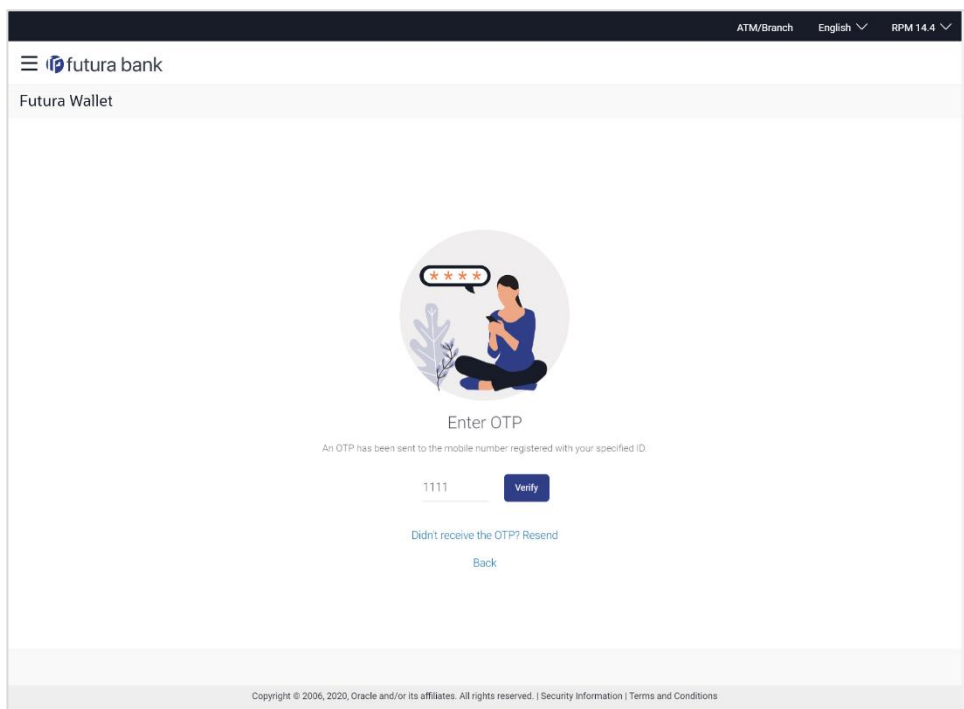 ATM/Branch English RPM 14.4
futura bank
Futura Wallet
****
Enter OTP
An OTP has been sent to the mobile number registered with your specified ID.
1111 Verify
Didn't receive the OTP? Resend
Back
Copyright © 2006, 2020, Oracle and/or its affiliates. All rights reserved. | Security Information | Terms and Conditions